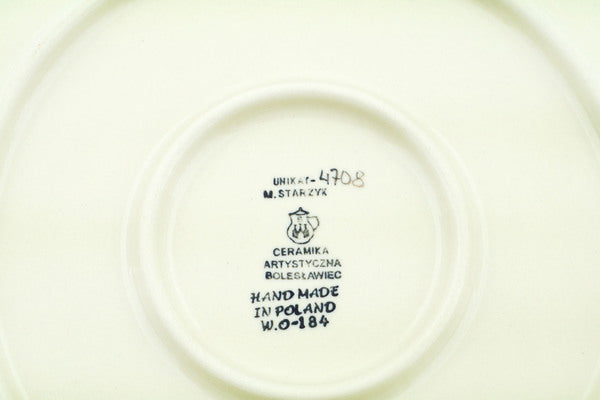 UNIKAT-4708
M. STARZYK
CERAMIKA
ARTYSTYCZNA
BOLESŁAWIEC
HAND MADE
IN POLAND
W.O-184